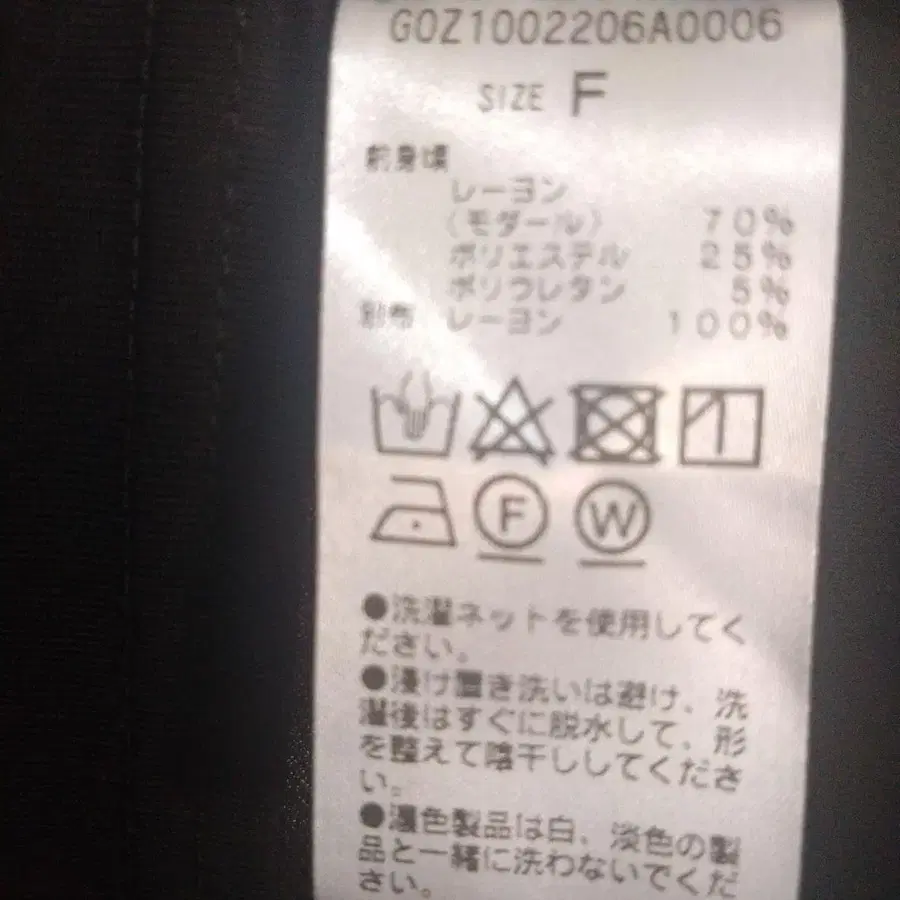 G0Z1002206A0006
SIZE F
前身頃
レーヨン
(モダール) 70%
ポリエステル 25%
ポリウレタン 5%
別布 レーヨン 100%
F W
●洗濯ネットを使用してく
ださい。
●浸け置き洗いは避け、洗
濯後はすぐに脱水して、形
を整えて陰干ししてくださ
い。
●濃色製品は白、淡色の製
品と一緒に洗わないでくだ
さい。